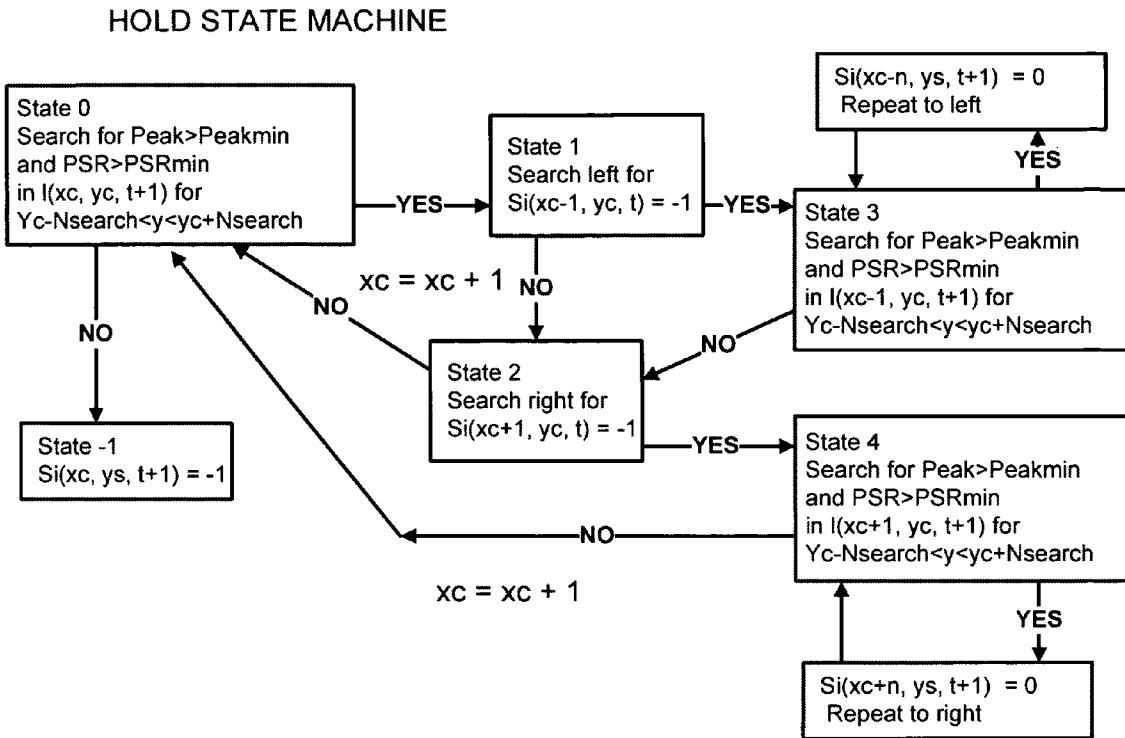 HOLD STATE MACHINE
State 0
Search for Peak>Peakmin
and PSR>PSRmin
in I(xc, yc, t+1) for
Yc-Nsearch<y<yc+Nsearch
YES
State 1
Search left for
Si(xc-1, yc, t) = -1
YES
Si(xc-n, ys, t+1) = 0
Repeat to left
YES
State 3
Search for Peak>Peakmin
and PSR>PSRmin
in I(xc-1, yc, t+1) for
Yc-Nsearch<y<yc+Nsearch
NO
xc = xc + 1
NO
NO
NO
State 2
Search right for
Si(xc+1, yc, t) = -1
YES
State -1
Si(xc, ys, t+1) = -1
State 4
Search for Peak>Peakmin
and PSR>PSRmin
in I(xc+1, yc, t+1) for
Yc-Nsearch<y<yc+Nsearch
NO
xc = xc + 1
YES
Si(xc+n, ys, t+1) = 0
Repeat to right